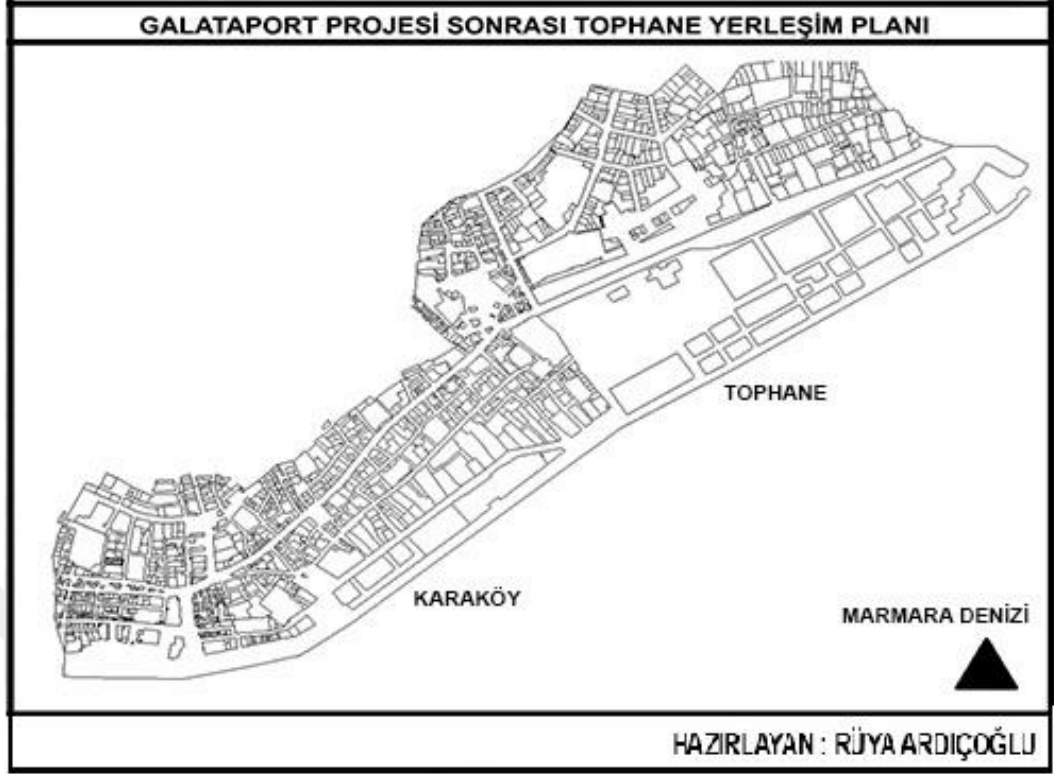 GALATAPORT PROJESİ SONRASI TOPHANE YERLEŞİM PLANI
TOPHANE
KARAKÖY
MARMARA DENİZİ
HAZIRLAYAN : RÜYA ARDIÇOĞLU